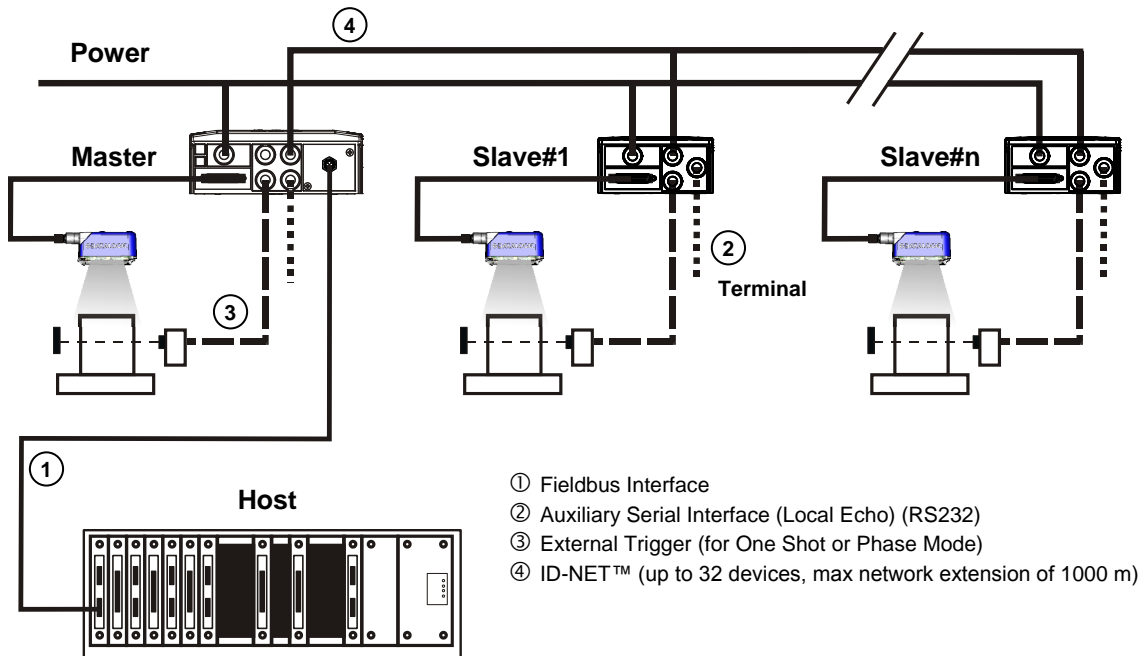 ④
Power
Master
Slave#1
Slave#n
②
Terminal
③
①
Host
① Fieldbus Interface
② Auxiliary Serial Interface (Local Echo) (RS232)
③ External Trigger (for One Shot or Phase Mode)
④ ID-NET™ (up to 32 devices, max network extension of 1000 m)